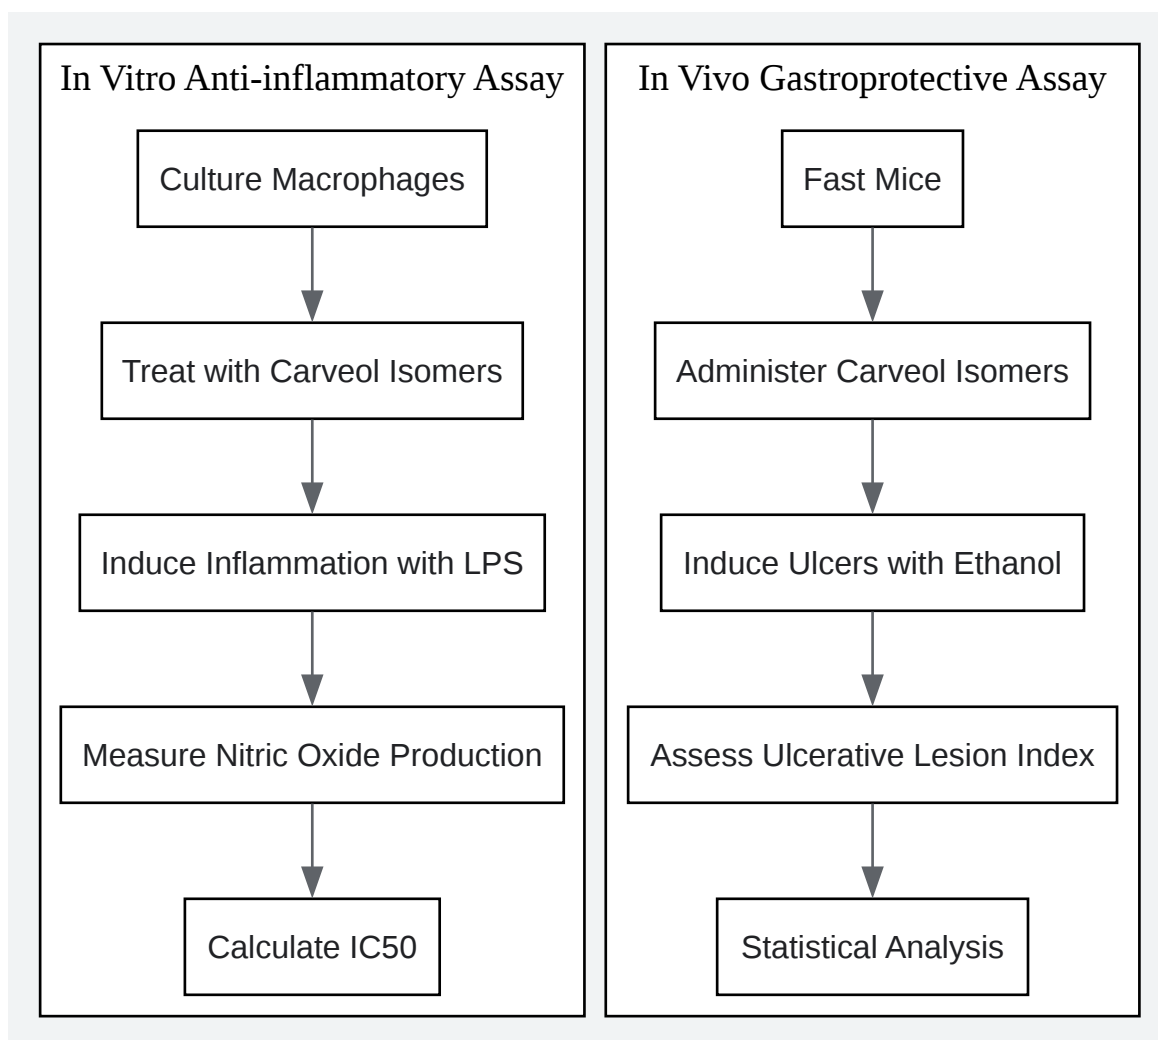 In Vitro Anti-inflammatory Assay
Culture Macrophages
Treat with Carveol Isomers
Induce Inflammation with LPS
Measure Nitric Oxide Production
Calculate IC50
In Vivo Gastroprotective Assay
Fast Mice
Administer Carveol Isomers
Induce Ulcers with Ethanol
Assess Ulcerative Lesion Index
Statistical Analysis